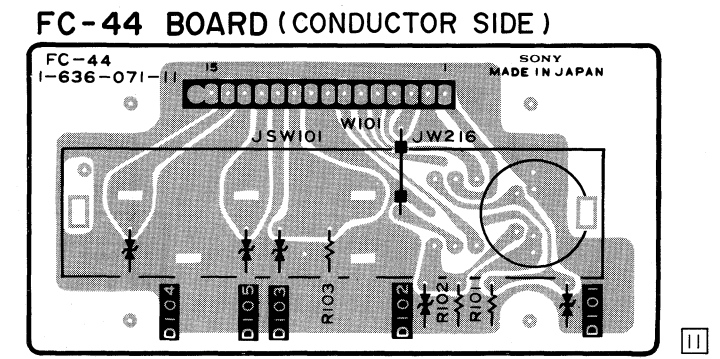 FC-44 BOARD (CONDUCTOR SIDE)
FC-44
1-636-071-11
SONY
MADE IN JAPAN
15
1
W101
JSW101
JW216
D104
D105
D103
R103
D102
R102
R101
D101
11